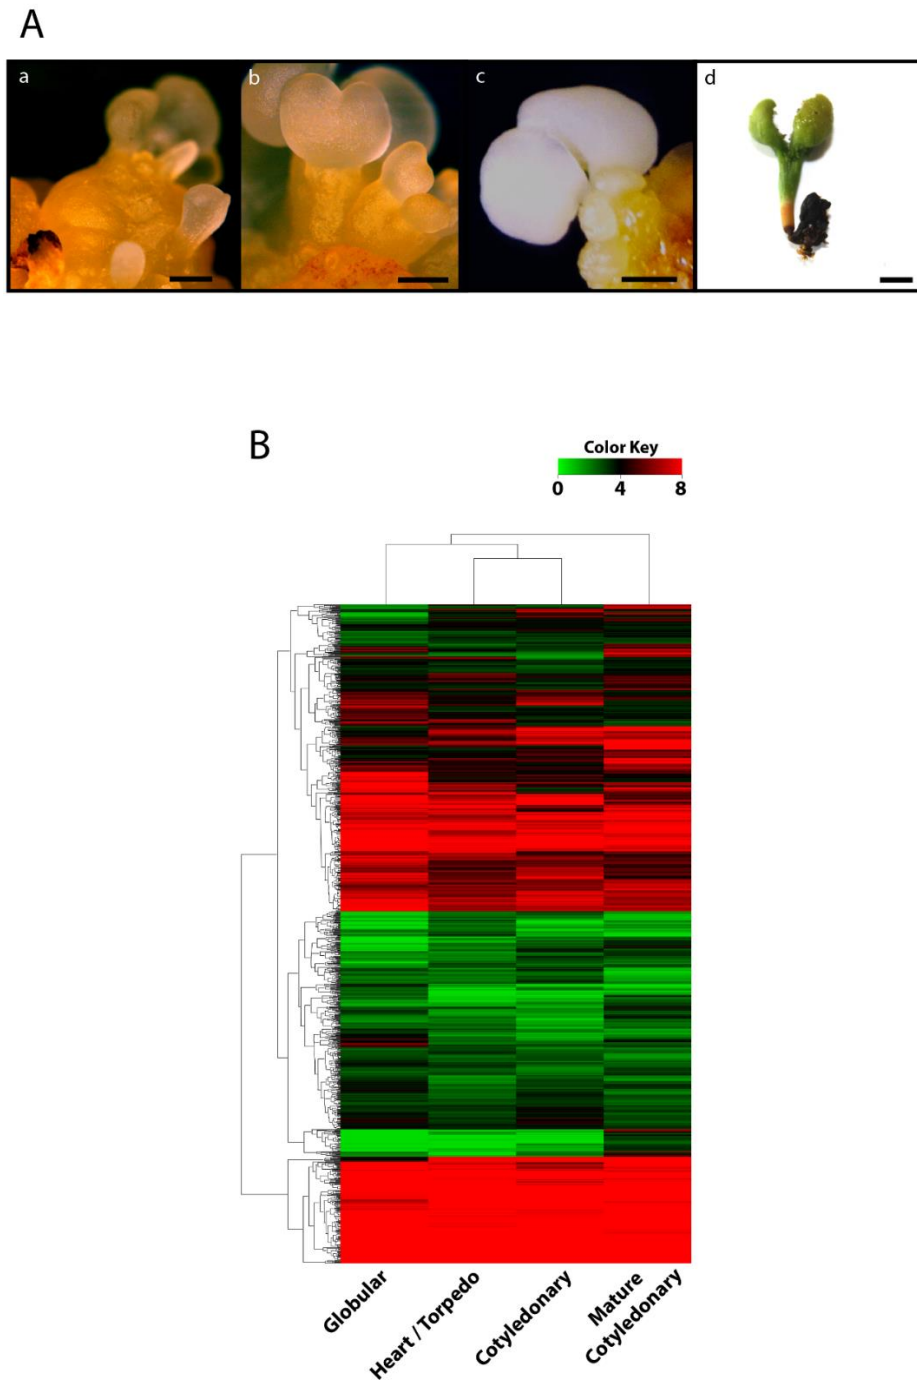 A
a b c d
B
Color Key
0 4 8
Globular
Heart / Torpedo
Cotyledonary
Mature
Cotyledonary